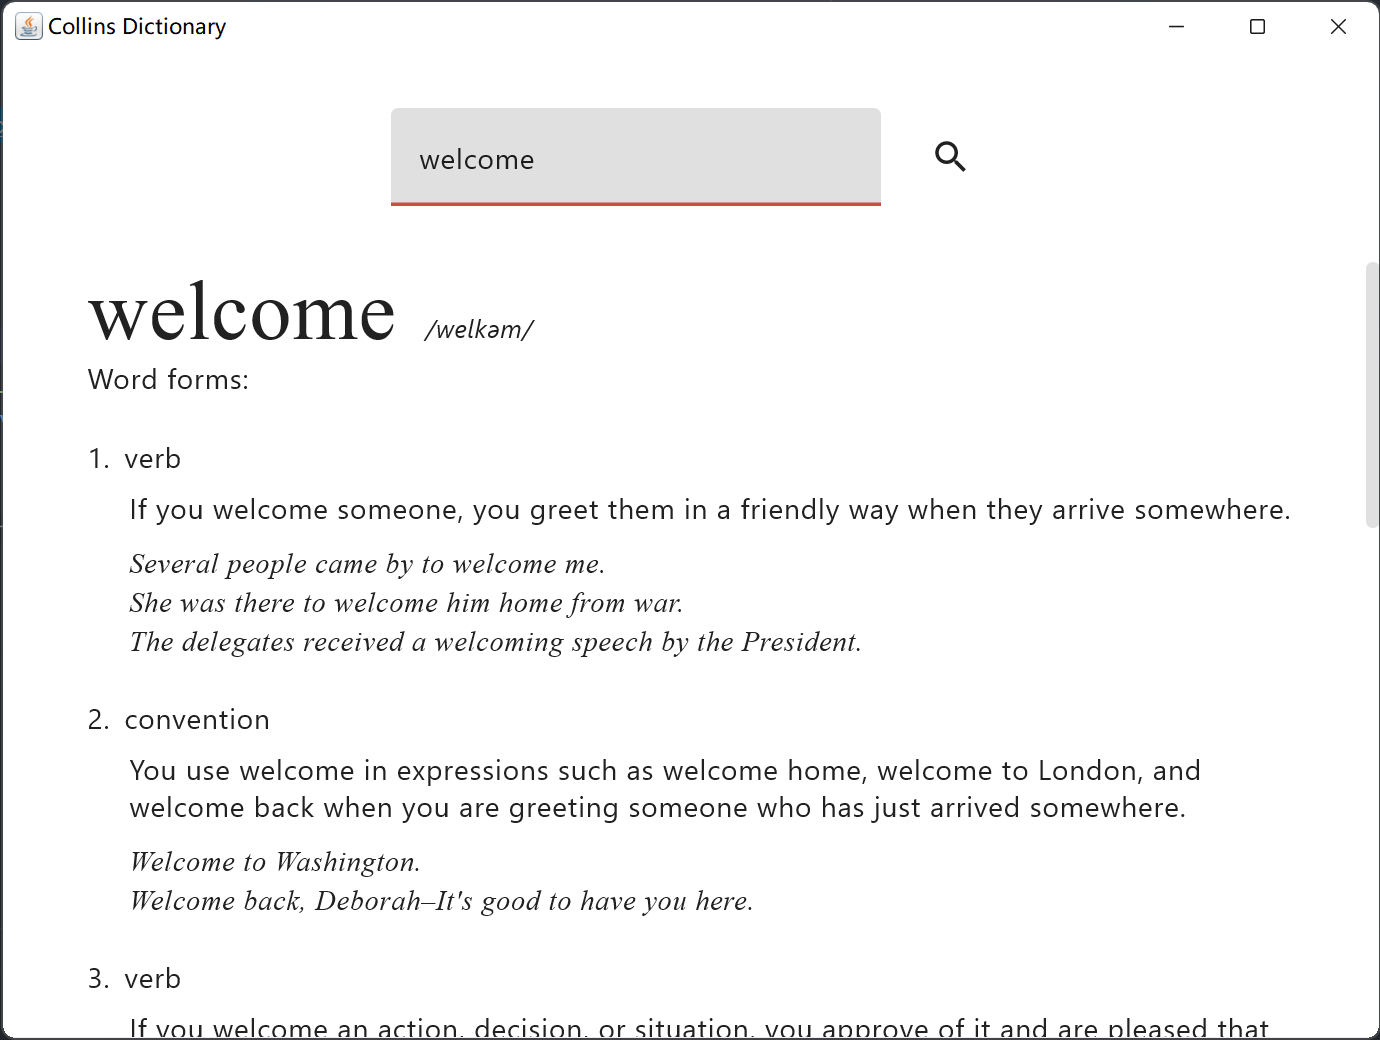 Collins Dictionary
welcome
welcome /welkəm/
Word forms:
1. verb
If you welcome someone, you greet them in a friendly way when they arrive somewhere.
Several people came by to welcome me.
She was there to welcome him home from war.
The delegates received a welcoming speech by the President.
2. convention
You use welcome in expressions such as welcome home, welcome to London, and
welcome back when you are greeting someone who has just arrived somewhere.
Welcome to Washington.
Welcome back, Deborah–It's good to have you here.
3. verb
If you welcome an action, decision, or situation, you approve of it and are pleased that